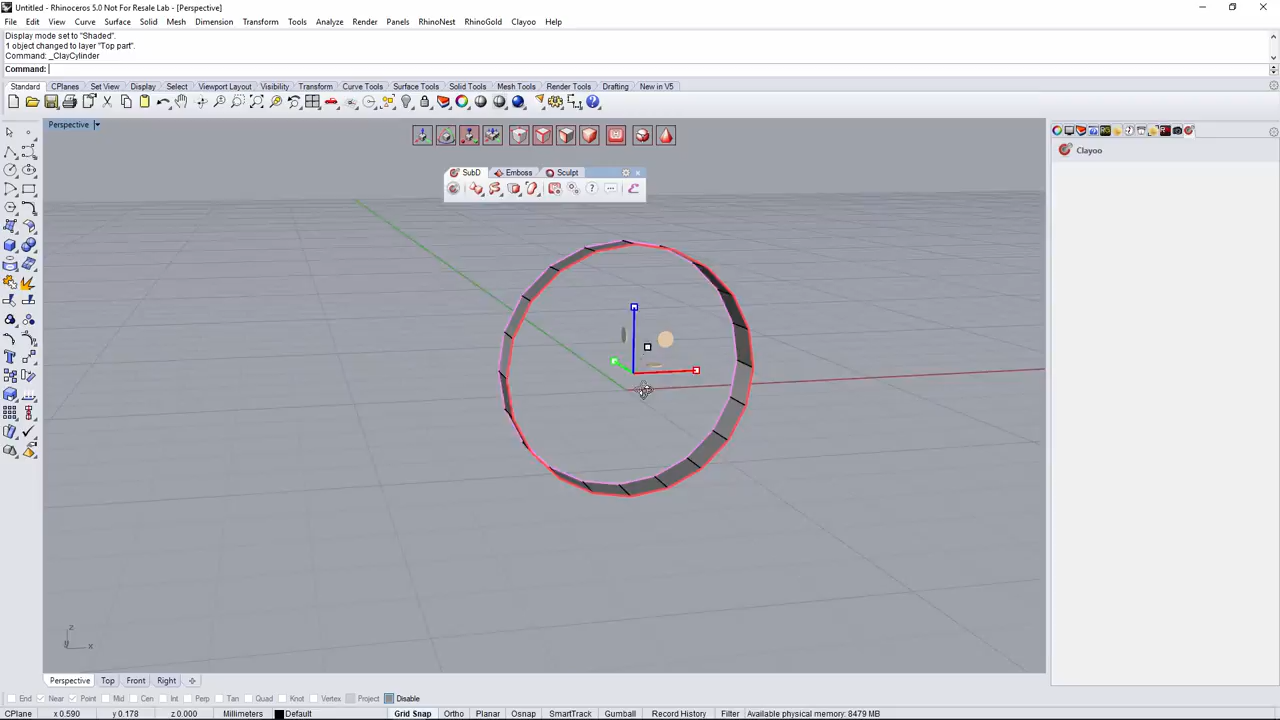 Untitled - Rhinoceros 5.0 Not For Resale Lab - [Perspective]
File Edit View Curve Surface Solid Mesh Dimension Transform Tools Analyze Render Panels RhinoNest RhinoGold Clayoo Help
Display mode set to "Shaded".
1 object changed to layer "Top part".
Command: _ClayCylinder
Command:
Standard CPlanes Set View Display Select Viewport Layout Visibility Transform Curve Tools Surface Tools Solid Tools Mesh Tools Render Tools Drafting New in V5
Perspective
Clayoo
SubD Emboss Sculpt
z
y x
Perspective Top Front Right
End Near Point Mid Cen Int Perp Tan Quad Knot Vertex Project Disable
CPlane x 0.590 y 0.178 z 0.000 Millimeters Default Grid Snap Ortho Planar Osnap SmartTrack Gumball Record History Filter Available physical memory: 8479 MB